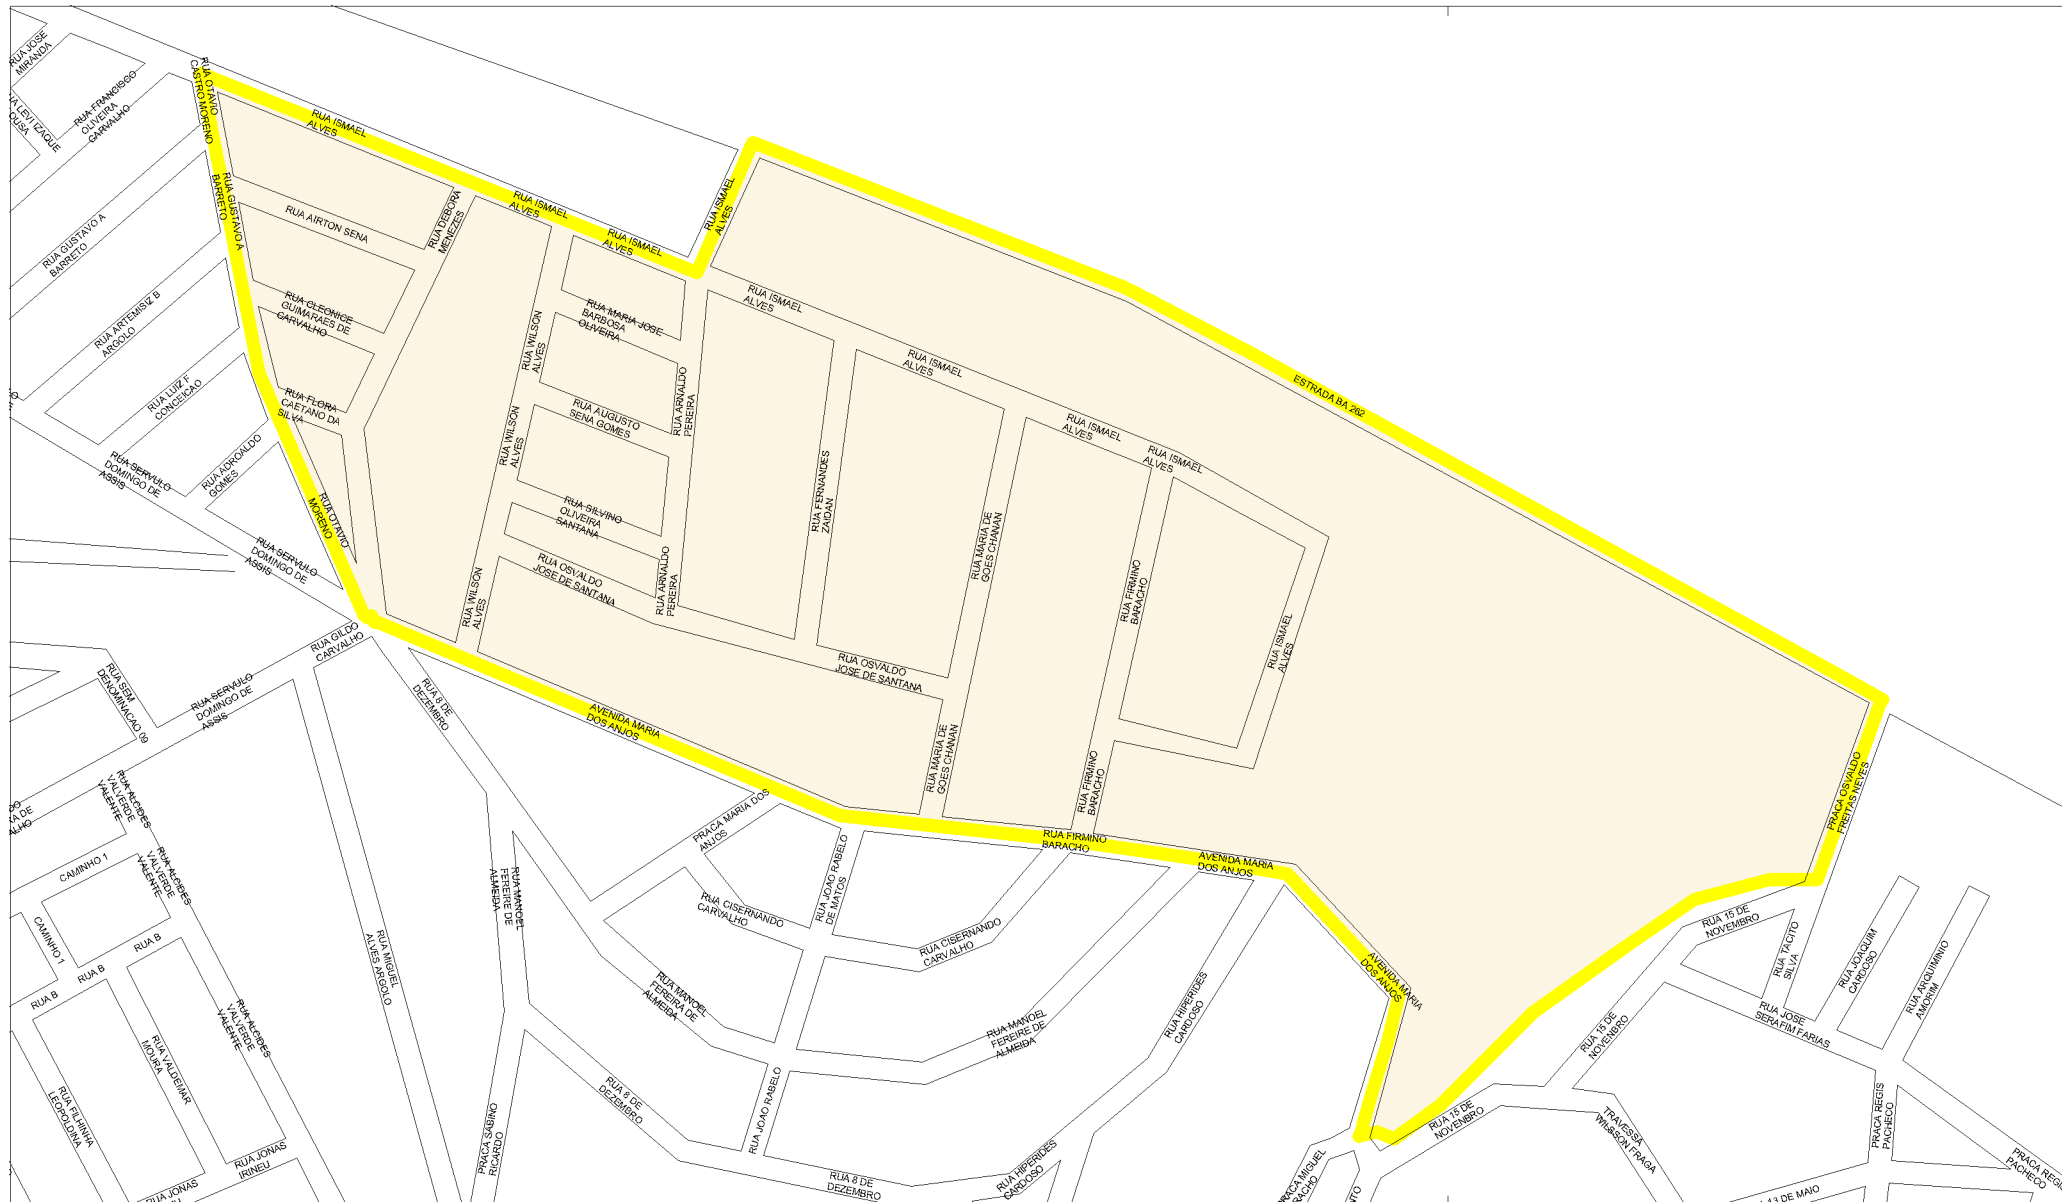 RUA JOSE
MIRANDA
RUA FRANCISCO
OLIVEIRA
CARVALHO
RUA OTAVIO
CASTRO MORENO
RUA ISMAEL
ALVES
RUA GUSTAVO A
BARRETO
RUA GUSTAVO A
BARRETO
RUA AIRTON SENA
RUA DEBORA
MENEZES
RUA ISMAEL
ALVES
RUA ISMAEL
ALVES
RUA ISMAEL
ALVES
RUA ISMAEL
ALVES
RUA ARTEMISIZ B
ARGOLO
RUA CLEONICE
GUIMARAES DE
CARVALHO
RUA MARIA JOSE
BARBOSA
OLIVEIRA
RUA WILSON
ALVES
RUA LUIZ F
CONCEICAO
RUA FLORA
CAETANO DA
SILVA
RUA AUGUSTO
SENA GOMES
RUA ARNALDO
PEREIRA
RUA ISMAEL
ALVES
ESTRADA BA 262
RUA ISMAEL
ALVES
RUA ISMAEL
ALVES
RUA SERVULO
DOMINGO DE
ASSIS
RUA ADROALDO
GOMES
RUA WILSON
ALVES
RUA FERNANDES
ZAIDAN
RUA OTAVIO
MORENO
RUA SILVINO
OLIVEIRA
SANTANA
RUA SERVULO
DOMINGO DE
ASSIS
RUA OSVALDO
JOSE DE SANTANA
RUA WILSON
ALVES
RUA ARNALDO
PEREIRA
RUA MARIA DE
GOES CHANAN
RUA FIRMINO
BARACHO
RUA ISMAEL
ALVES
RUA GILDO
CARVALHO
RUA SEM
DENOMINACAO 09
RUA SERVULO
DOMINGO DE
ASSIS
RUA 8 DE
DEZEMBRO
RUA OSVALDO
JOSE DE SANTANA
AVENIDA MARIA
DOS ANJOS
RUA MARIA DE
GOES CHANAN
RUA FIRMINO
BARACHO
PRACA OSVALDO
FREITAS NEVES
RUA ALCIDES
VALVERDE
VALENTE
PRACA MARIA DOS
ANJOS
RUA FIRMINO
BARACHO
AVENIDA MARIA
DOS ANJOS
CAMINHO 1
RUA ALCIDES
VALVERDE
VALENTE
RUA MANOEL
FEREIRE DE
ALMEIDA
RUA CISERNANDO
CARVALHO
RUA JOAO RABELO
DE MATOS
RUA CISERNANDO
CARVALHO
RUA 15 DE
NOVEMBRO
RUA TACITO
SILVA
RUA JOAQUIM
CARDOSO
RUA ARQUIMINIO
AMORIM
CAMINHO 1
RUA B
RUA B
RUA B
RUA MIGUEL
ALVES ARGOLO
AVENIDA MARIA
DOS ANJOS
RUA MANOEL
FEREIRA DE
ALMEIDA
RUA HIPERIDES
CARDOSO
RUA JOSE
SERAFIM FARIAS
RUA ALCIDES
VALVERDE
VALENTE
RUA MANOEL
FEREIRE DE
ALMEIDA
RUA 15 DE
NOVENBRO
RUA VALDEMAR
MOURA
RUA FILHINHA
LEOPOLDINA
RUA 8 DE
DEZEMBRO
RUA JOAO RABELO
RUA 15 DE
NOVENBRO
TRAVESSA
WILSSON FRAGA
PRACA REGIS
PACHECO
PRACA SABINO
RICARDO
RUA JONAS
IRINEU
RUA JONAS
RUA 8 DE
DEZEMBRO
RUA HIPERIDES
CARDOSO
PRACA MIGUEL
PRACA REGIS
PACHECO
13 DE MAIO